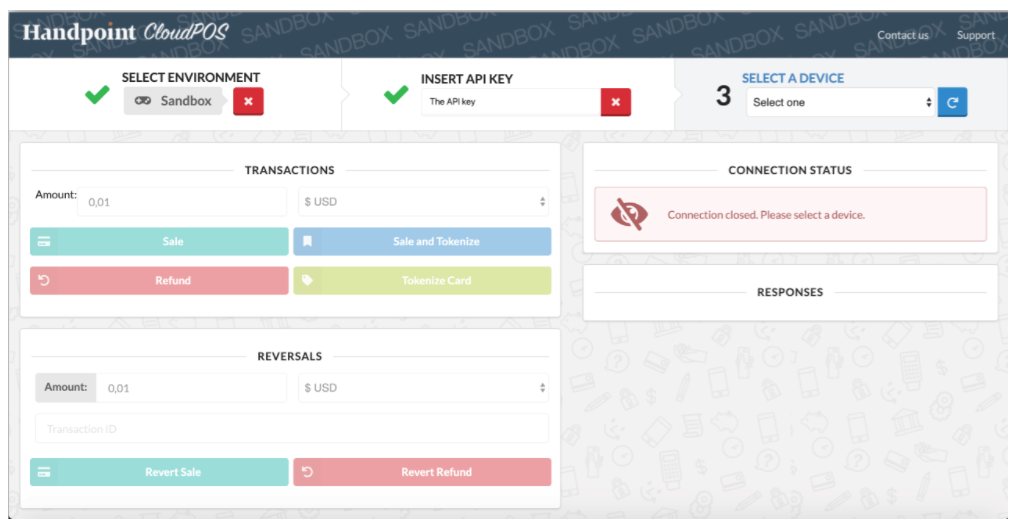 Handpoint CloudPOS
SANDBOX SANDBOX SANDBOX SANDBOX SANDBOX SANDBOX SANDBOX SANDBOX
Contact us
Support
SELECT ENVIRONMENT
Sandbox
INSERT API KEY
The API key
3
SELECT A DEVICE
Select one
TRANSACTIONS
Amount:
0,01
$ USD
Sale
Sale and Tokenize
Refund
Tokenize Card
CONNECTION STATUS
Connection closed. Please select a device.
RESPONSES
REVERSALS
Amount:
0,01
$ USD
Transaction ID
Revert Sale
Revert Refund